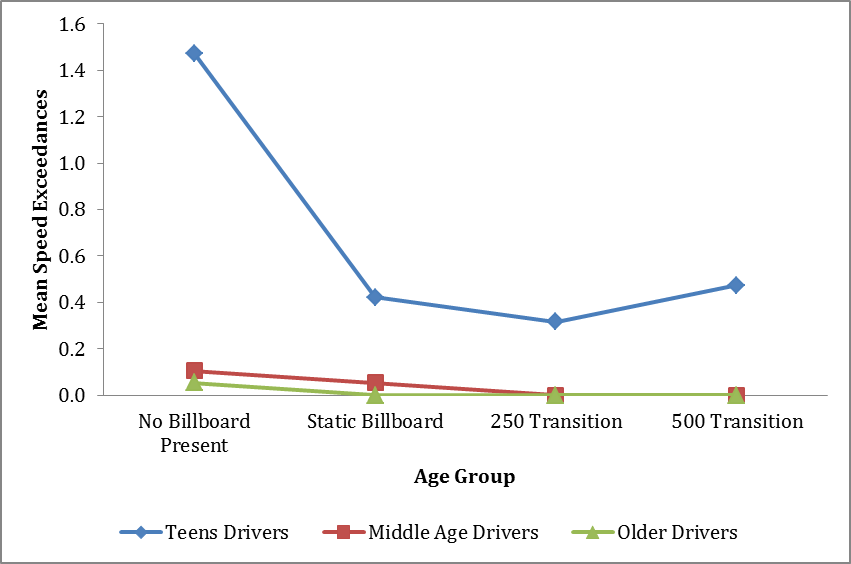 1.6
1.4
1.2
1.0
0.8
0.6
0.4
0.2
0.0
Mean Speed Exceedances
No Billboard
Present
Static Billboard
250 Transition
500 Transition
Age Group
Teens Drivers
Middle Age Drivers
Older Drivers